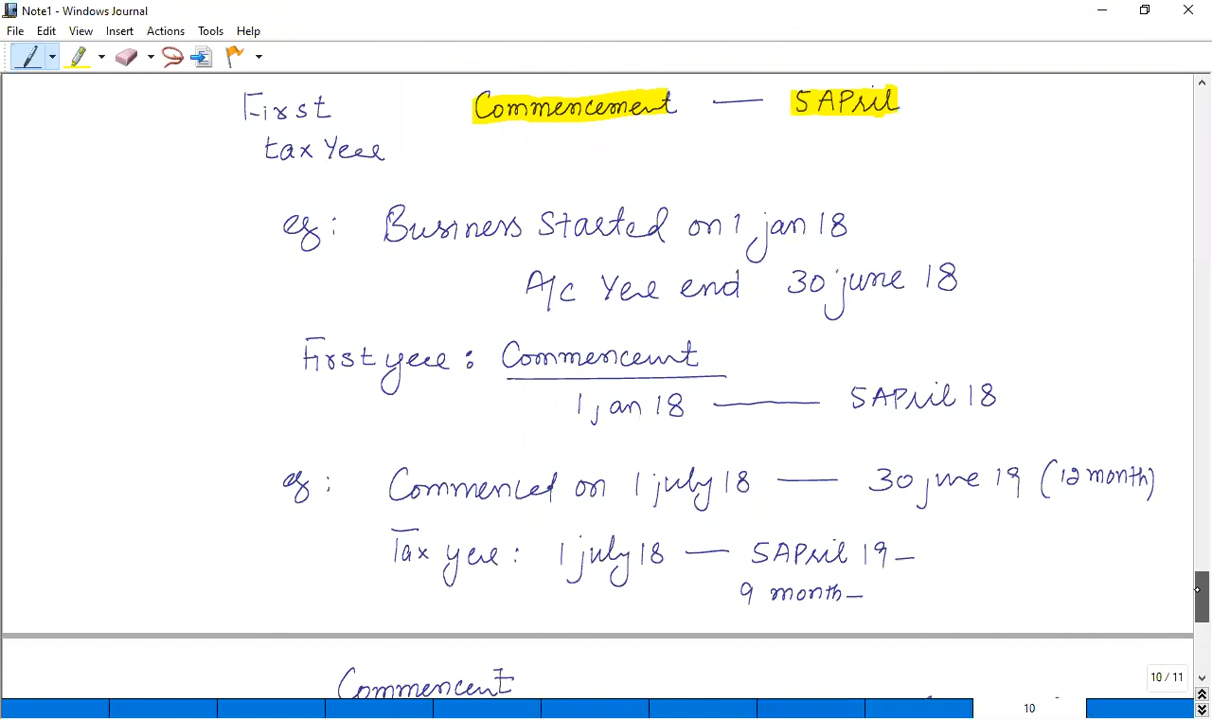 Note1 - Windows Journal
File Edit View Insert Actions Tools Help
First Commencement — 5 April
tax Year
eg: Business Started on 1 jan 18
A/c Year end 30 june 18
First year: Commencemt
1 jan 18 — 5 April 18
eg: Commenced on 1 july 18 — 30 june 19 (12 month)
Tax year: 1 july 18 — 5 April 19 –
9 month –
10 / 11
Commencent
10